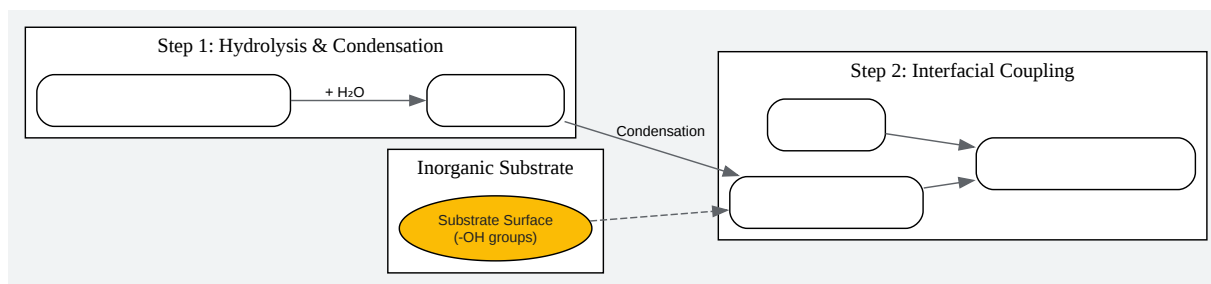 Step 1: Hydrolysis & Condensation
+ H₂O
Condensation
Inorganic Substrate
Substrate Surface
(-OH groups)
Step 2: Interfacial Coupling